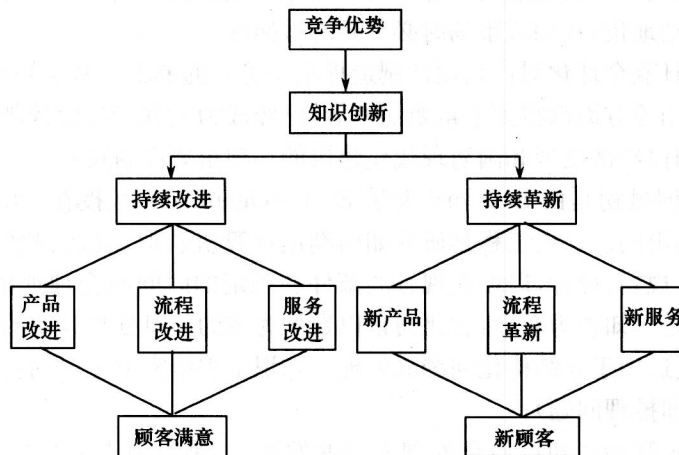 竞争优势
知识创新
持续改进
持续革新
产品
改进
流程
改进
服务
改进
新产品
流程
革新
新服务
顾客满意
新顾客